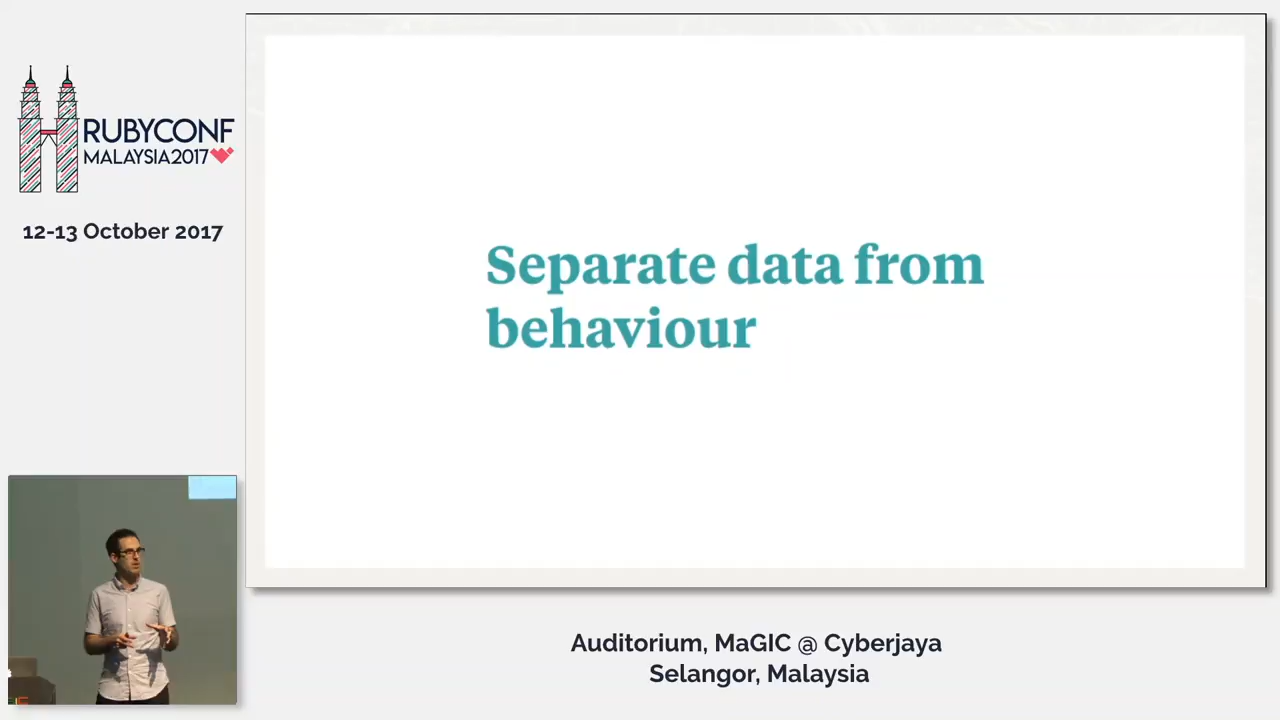 RUBYCONF
MALAYSIA2017
12-13 October 2017
Separate data from
behaviour
Auditorium, MaGIC @ Cyberjaya
Selangor, Malaysia